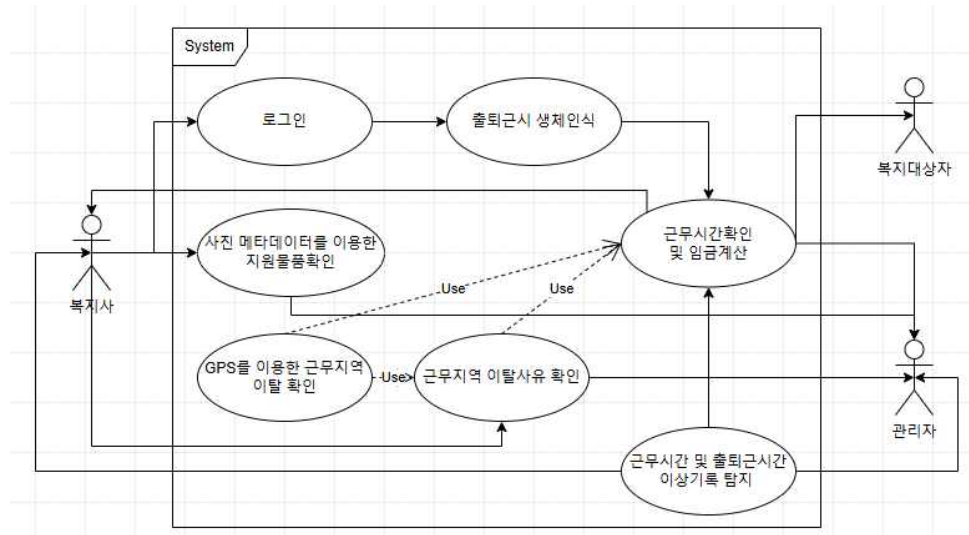 System
로그인
출퇴근시 생체인식
복지대상자
사진 메타데이터를 이용한
지원물품확인
근무시간확인
및 임금계산
복지사
Use
Use
GPS를 이용한 근무지역
이탈 확인
Use
근무지역 이탈사유 확인
관리자
근무시간 및 출퇴근시간
이상기록 탐지